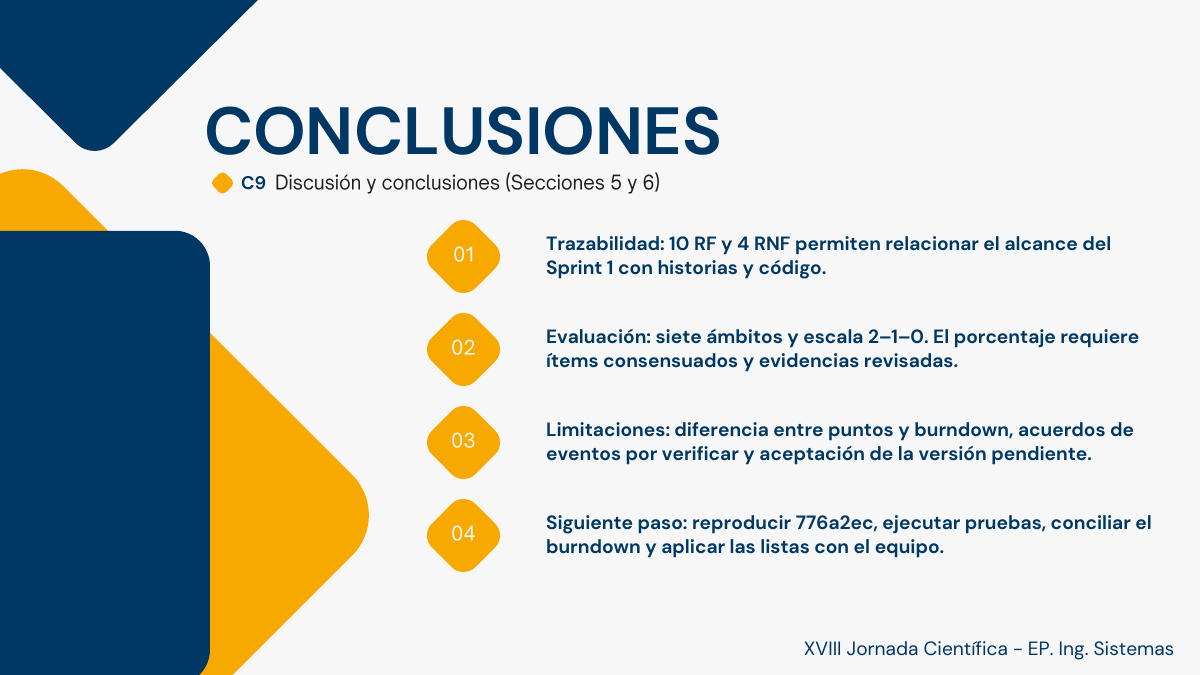 CONCLUSIONES
C9 Discusión y conclusiones (Secciones 5 y 6)
01
Trazabilidad: 10 RF y 4 RNF permiten relacionar el alcance del
Sprint 1 con historias y código.
02
Evaluación: siete ámbitos y escala 2–1–0. El porcentaje requiere
ítems consensuados y evidencias revisadas.
03
Limitaciones: diferencia entre puntos y burndown, acuerdos de
eventos por verificar y aceptación de la versión pendiente.
04
Siguiente paso: reproducir 776a2ec, ejecutar pruebas, conciliar el
burndown y aplicar las listas con el equipo.
XVIII Jornada Científica - EP. Ing. Sistemas